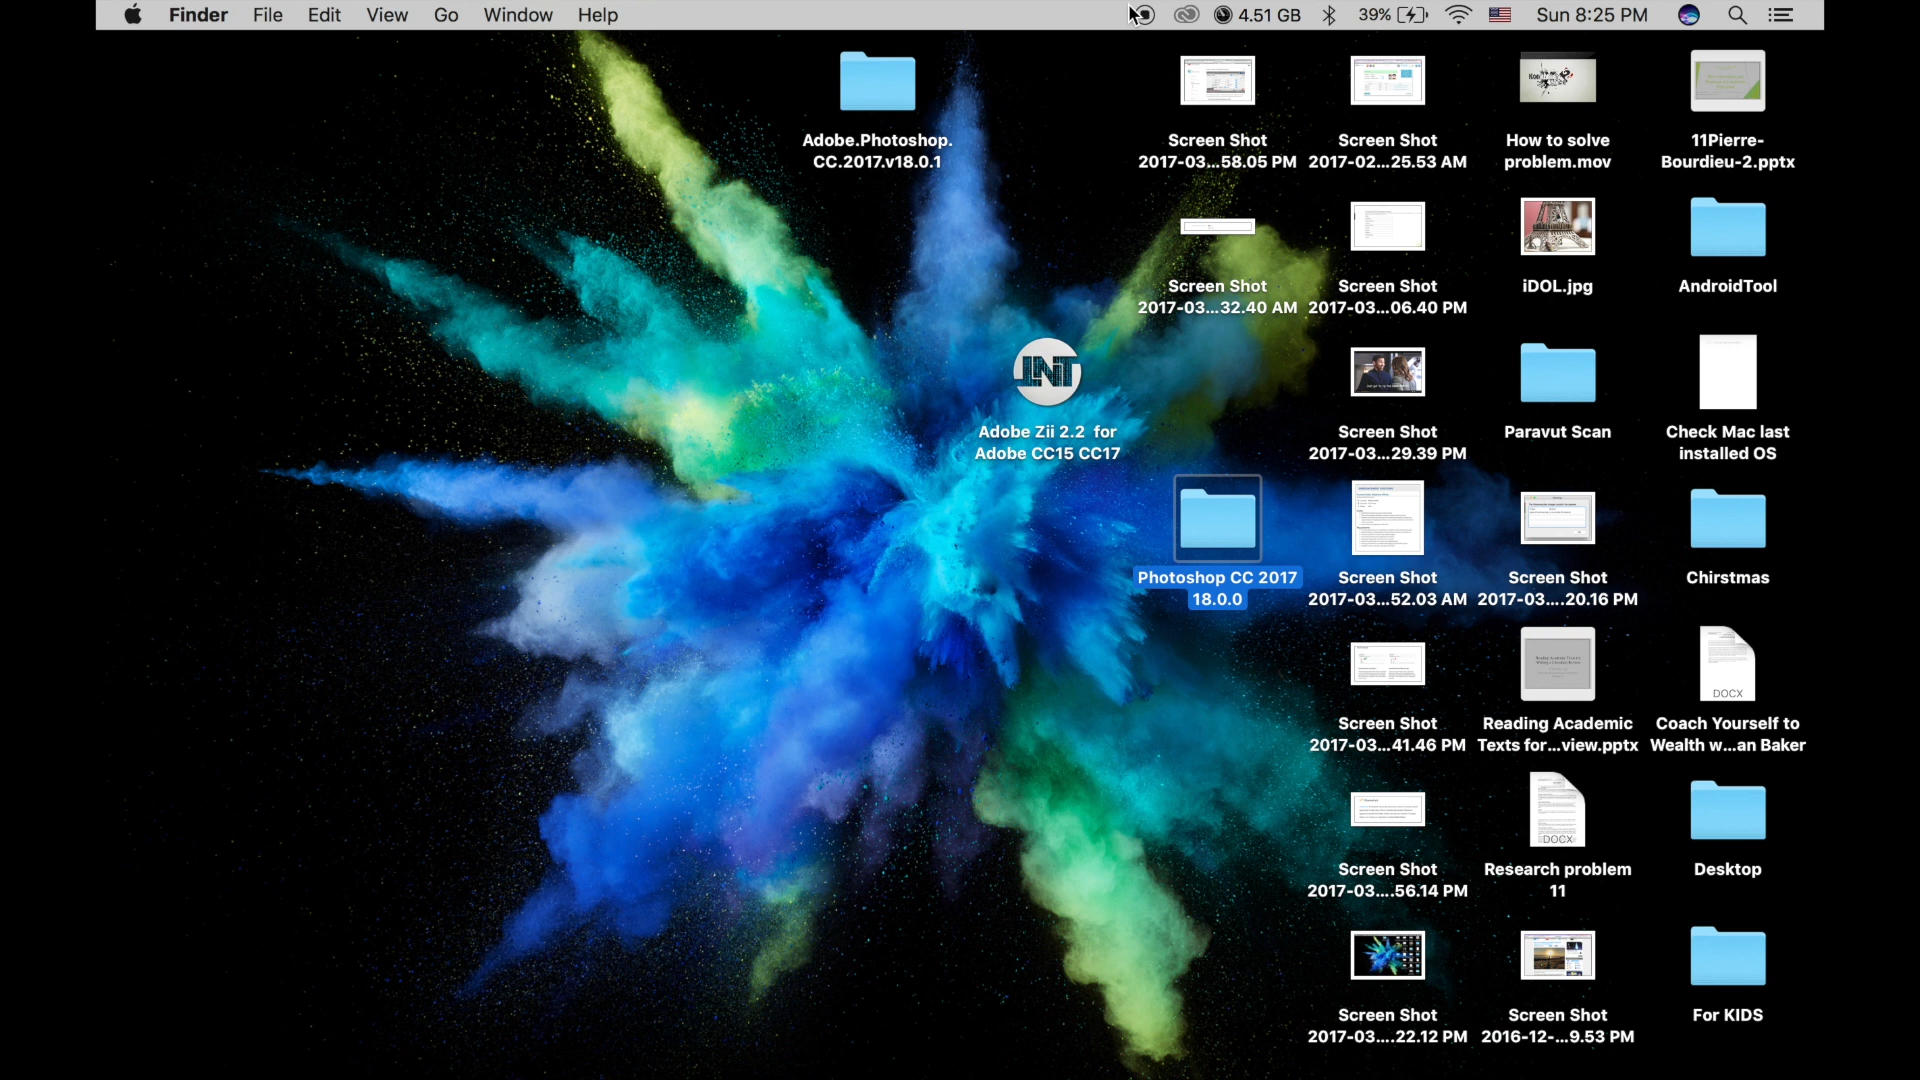 Finder File Edit View Go Window Help 4.51 GB 39% Sun 8:25 PM
Adobe.Photoshop.
CC.2017.v18.0.1
Screen Shot
2017-03...58.05 PM
Screen Shot
2017-02...25.53 AM
How to solve
problem.mov
11Pierre-
Bourdieu-2.pptx
Screen Shot
2017-03...32.40 AM
Screen Shot
2017-03...06.40 PM
iDOL.jpg
AndroidTool
TNT
Adobe Zii 2.2 for
Adobe CC15 CC17
Screen Shot
2017-03...29.39 PM
Paravut Scan
Check Mac last
installed OS
Photoshop CC 2017
18.0.0
Screen Shot
2017-03...52.03 AM
Screen Shot
2017-03....20.16 PM
Chirstmas
Screen Shot
2017-03...41.46 PM
Reading Academic
Texts for...view.pptx
DOCX
Coach Yourself to
Wealth w...an Baker
Screen Shot
2017-03....56.14 PM
DOCX
Research problem
11
Desktop
Screen Shot
2017-03....22.12 PM
Screen Shot
2016-12-...9.53 PM
For KIDS